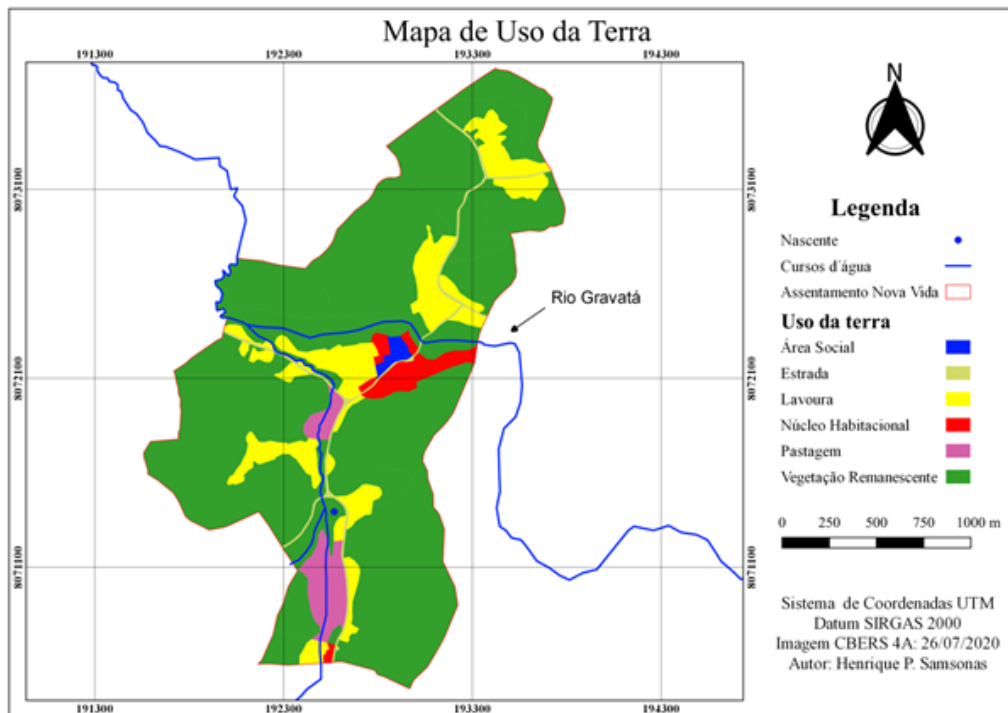 Mapa de Uso da Terra
191300 192300 193300 194300
N
8073100 8073100
Legenda
Nascente
Cursos d'água
Assentamento Nova Vida
Rio Gravatá
Uso da terra
Área Social
8072100 8072100
Estrada
Lavoura
Núcleo Habitacional
Pastagem
Vegetação Remanescente
0 250 500 750 1000 m
8071100 8071100
Sistema de Coordenadas UTM
Datum SIRGAS 2000
Imagem CBERS 4A: 26/07/2020
Autor: Henrique P. Samsonas
191300 192300 193300 194300